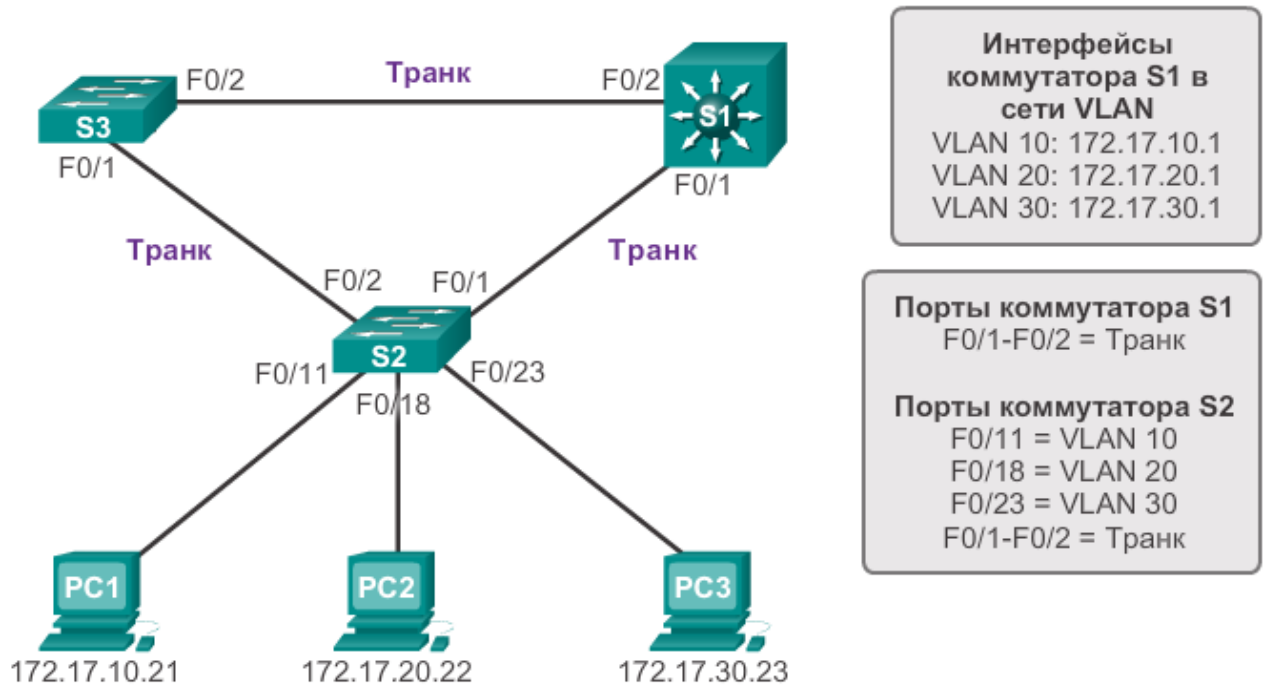 Транк
F0/2
F0/2
S3
S1
F0/1
F0/1
Транк
Транк
F0/2
F0/1
S2
F0/11
F0/18
F0/23
PC1
PC2
PC3
172.17.10.21
172.17.20.22
172.17.30.23
Интерфейсы
коммутатора S1 в
сети VLAN
VLAN 10: 172.17.10.1
VLAN 20: 172.17.20.1
VLAN 30: 172.17.30.1
Порты коммутатора S1
F0/1-F0/2 = Транк
Порты коммутатора S2
F0/11 = VLAN 10
F0/18 = VLAN 20
F0/23 = VLAN 30
F0/1-F0/2 = Транк